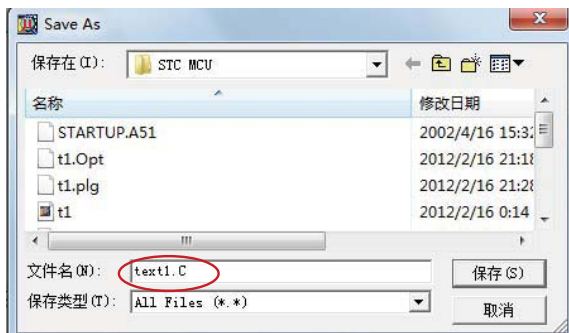 Save As
保存在(I): STC MCU
名称 修改日期
STARTUP.A51 2002/4/16 15:32
t1.Opt 2012/2/16 21:18
t1.plg 2012/2/16 21:28
t1 2012/2/16 0:14
文件名(N): text1.C 保存(S)
保存类型(T): All Files (*.*) 取消